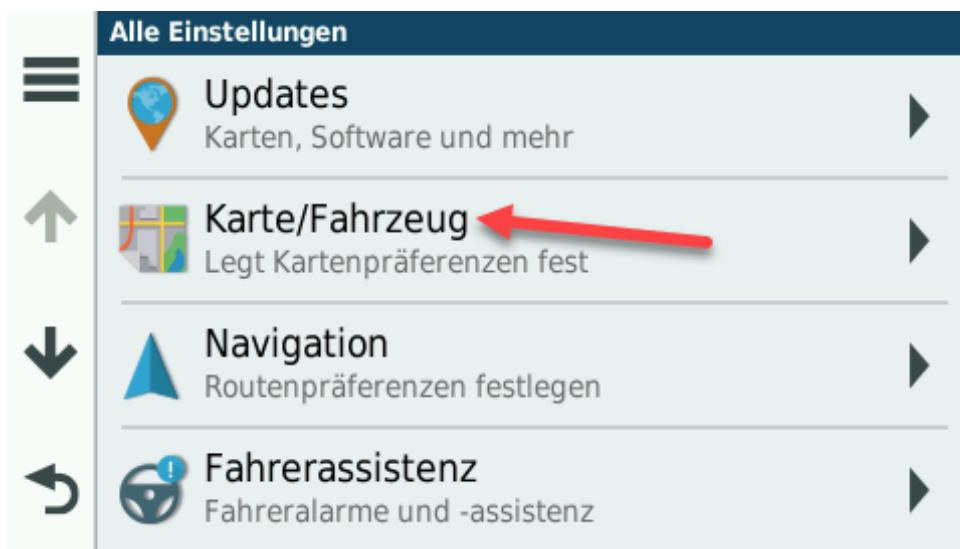 Alle Einstellungen
Updates
Karten, Software und mehr
Karte/Fahrzeug
Legt Kartenpräferenzen fest
Navigation
Routenpräferenzen festlegen
Fahrerassistenz
Fahreralarme und -assistenz